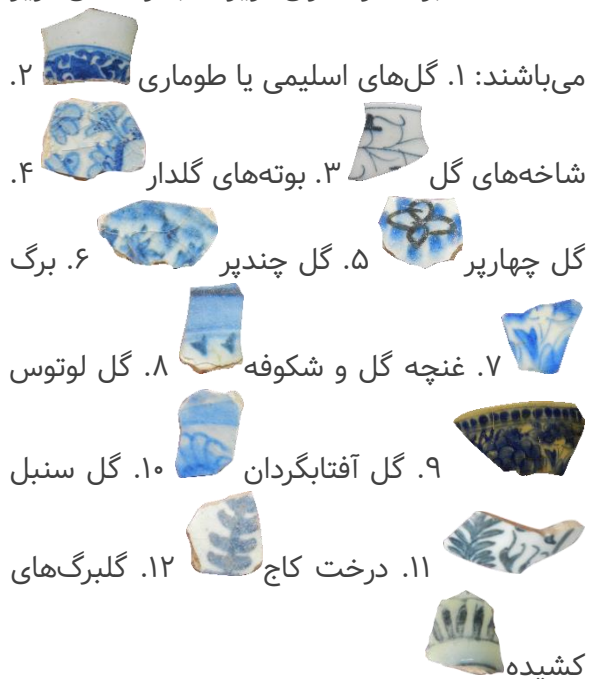 می‌باشند: ۱. گل‌های اسلیمی یا طوماری ۲.
شاخه‌های گل ۳. بوته‌های گلدار ۴.
گل چهارپر ۵. گل چندپر ۶. برگ
۷. غنچه گل و شکوفه ۸. گل لوتوس
۹. گل آفتابگردان ۱۰. گل سنبل
۱۱. درخت کاج ۱۲. گلبرگ‌های
کشیده